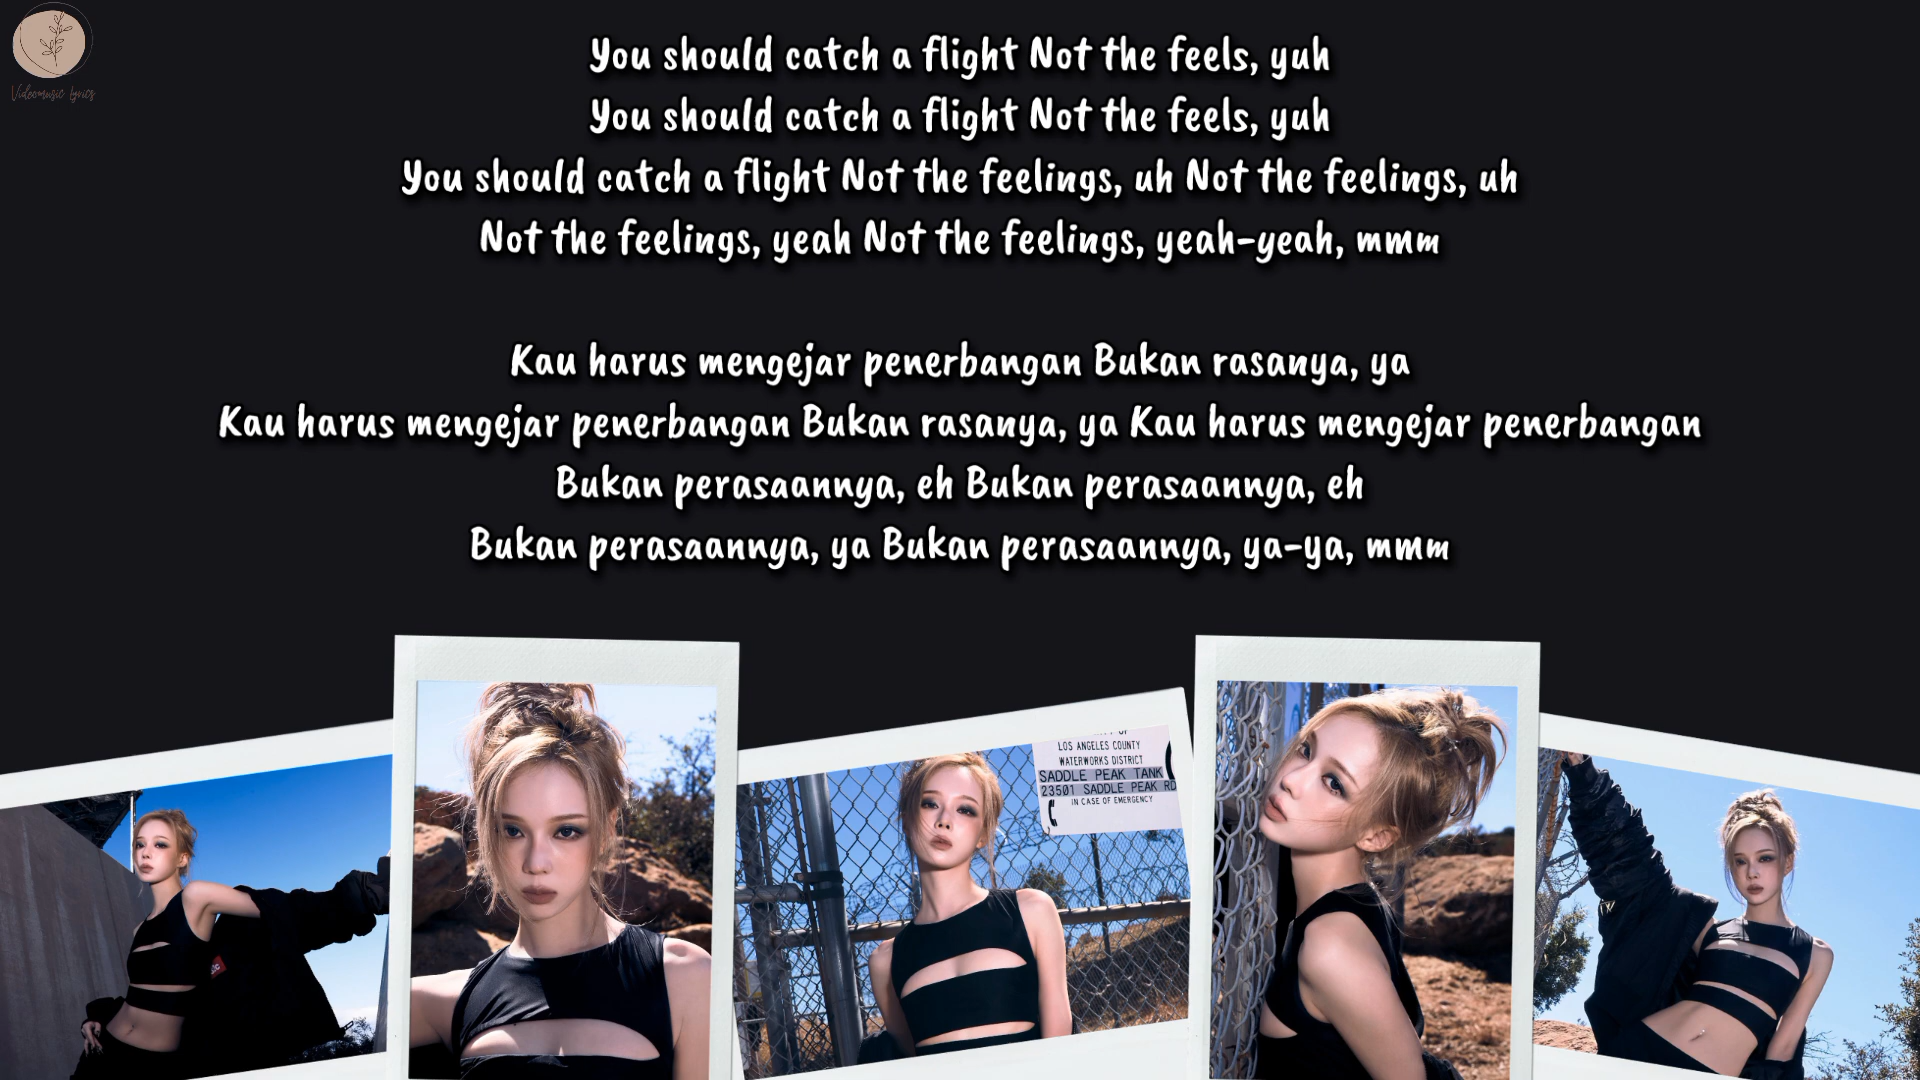 Videomusic lyrics
You should catch a flight Not the feels, yuh
You should catch a flight Not the feels, yuh
You should catch a flight Not the feelings, uh Not the feelings, uh
Not the feelings, yeah Not the feelings, yeah-yeah, mmm
Kau harus mengejar penerbangan Bukan rasanya, ya
Kau harus mengejar penerbangan Bukan rasanya, ya Kau harus mengejar penerbangan
Bukan perasaannya, eh Bukan perasaannya, eh
Bukan perasaannya, ya Bukan perasaannya, ya-ya, mmm
LOS ANGELES COUNTY
WATERWORKS DISTRICT
SADDLE PEAK TANK
23501 SADDLE PEAK RD
IN CASE OF EMERGENCY